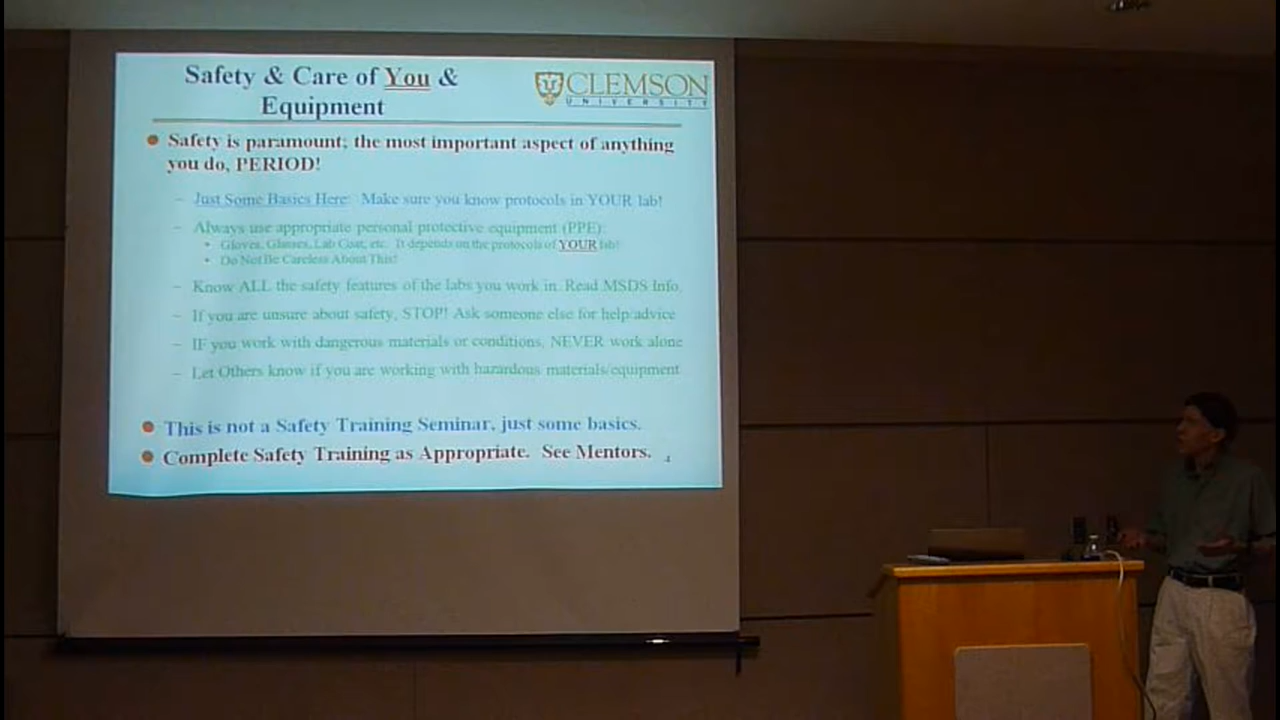 Safety & Care of You &
Equipment
CLEMSON
UNIVERSITY
Safety is paramount; the most important aspect of anything
you do, PERIOD!
– Just Some Basics Here: Make sure you know protocols in YOUR lab!
– Always use appropriate personal protective equipment (PPE):
• Gloves, Glasses, Lab Coat, etc. It depends on the protocols of YOUR lab!
• Do Not Be Careless About This!
– Know ALL the safety features of the labs you work in. Read MSDS Info.
– If you are unsure about safety, STOP! Ask someone else for help/advice
– IF you work with dangerous materials or conditions, NEVER work alone
– Let Others know if you are working with hazardous materials/equipment
This is not a Safety Training Seminar, just some basics.
Complete Safety Training as Appropriate. See Mentors.
4